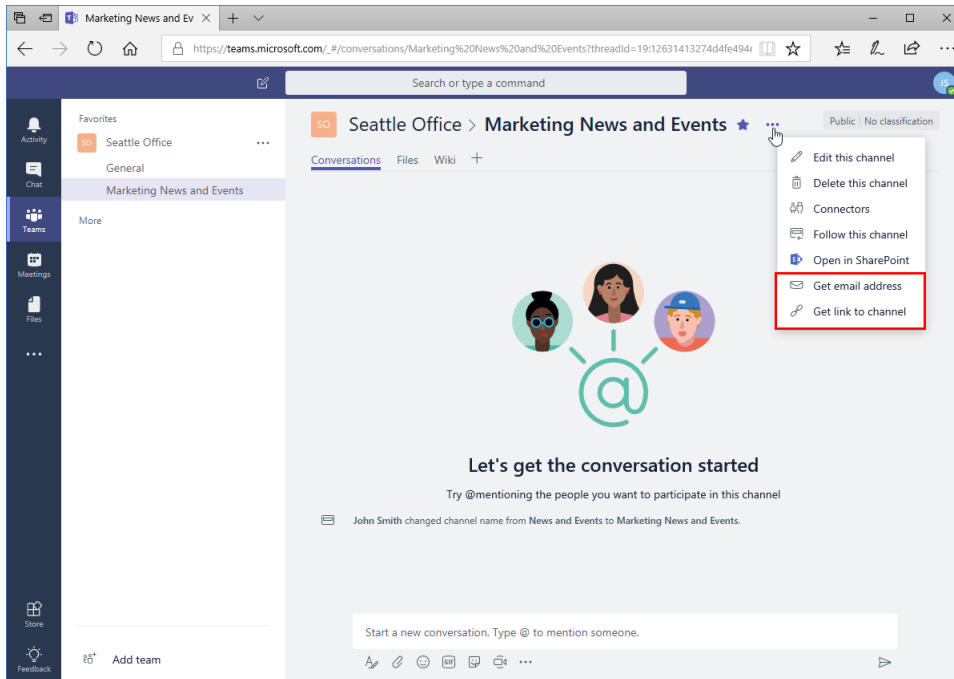 Marketing News and Ev
https://teams.microsoft.com/_#/conversations/Marketing%20News%20and%20Events?threadId=19:12631413274d4fe494e
Search or type a command
JS
Activity
Chat
Teams
Meetings
Files
Store
Feedback
Favorites
SO Seattle Office
General
Marketing News and Events
More
Add team
SO Seattle Office > Marketing News and Events
Public | No classification
Conversations Files Wiki
Edit this channel
Delete this channel
Connectors
Follow this channel
Open in SharePoint
Get email address
Get link to channel
@
Let's get the conversation started
Try @mentioning the people you want to participate in this channel
John Smith changed channel name from News and Events to Marketing News and Events.
Start a new conversation. Type @ to mention someone.
GIF